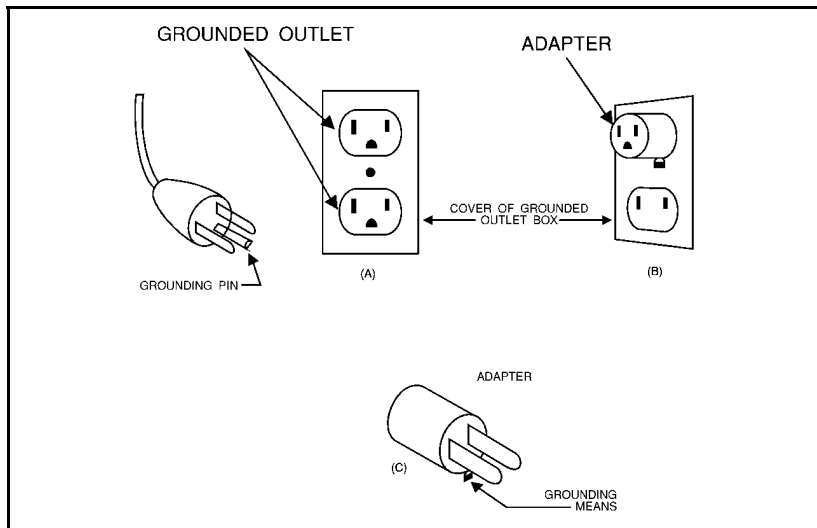 GROUNDED OUTLET
ADAPTER
COVER OF GROUNDED
OUTLET BOX
GROUNDING PIN
(A)
(B)
ADAPTER
(C)
GROUNDING
MEANS